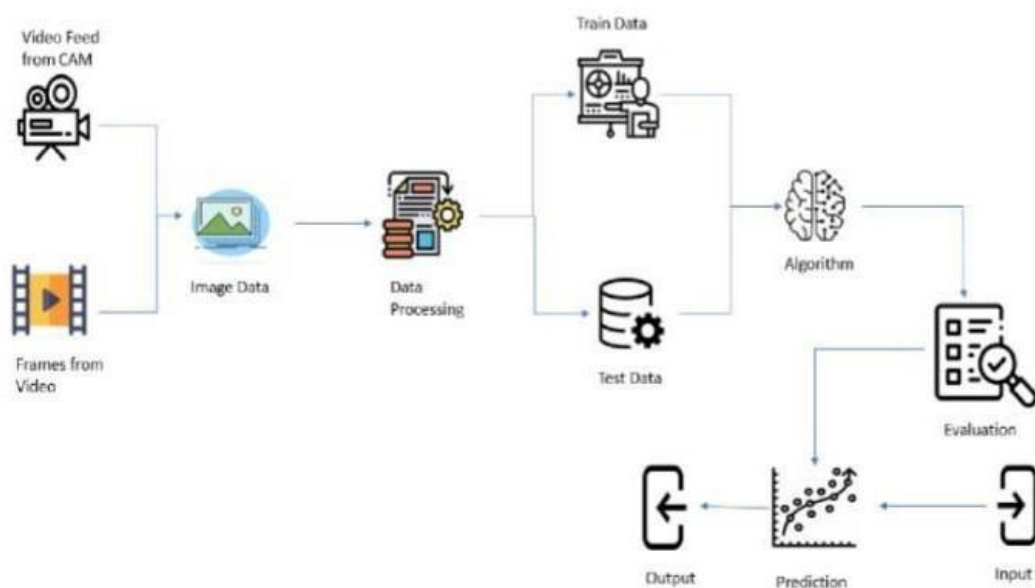 Video Feed
from CAM
Train Data
Image Data
Data
Processing
Algorithm
Frames from
Video
Test Data
Evaluation
Output
Prediction
Input